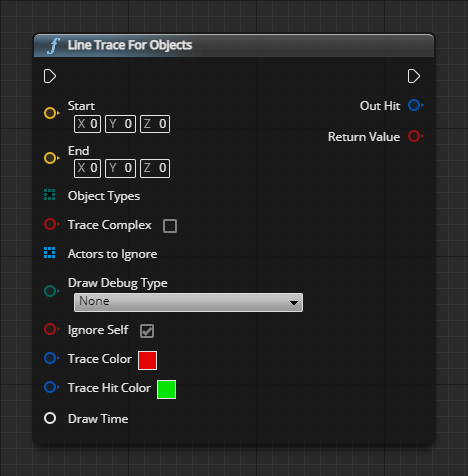 f Line Trace For Objects
Start
X 0 Y 0 Z 0
Out Hit
End
X 0 Y 0 Z 0
Return Value
Object Types
Trace Complex
Actors to Ignore
Draw Debug Type
None
Ignore Self
Trace Color
Trace Hit Color
Draw Time